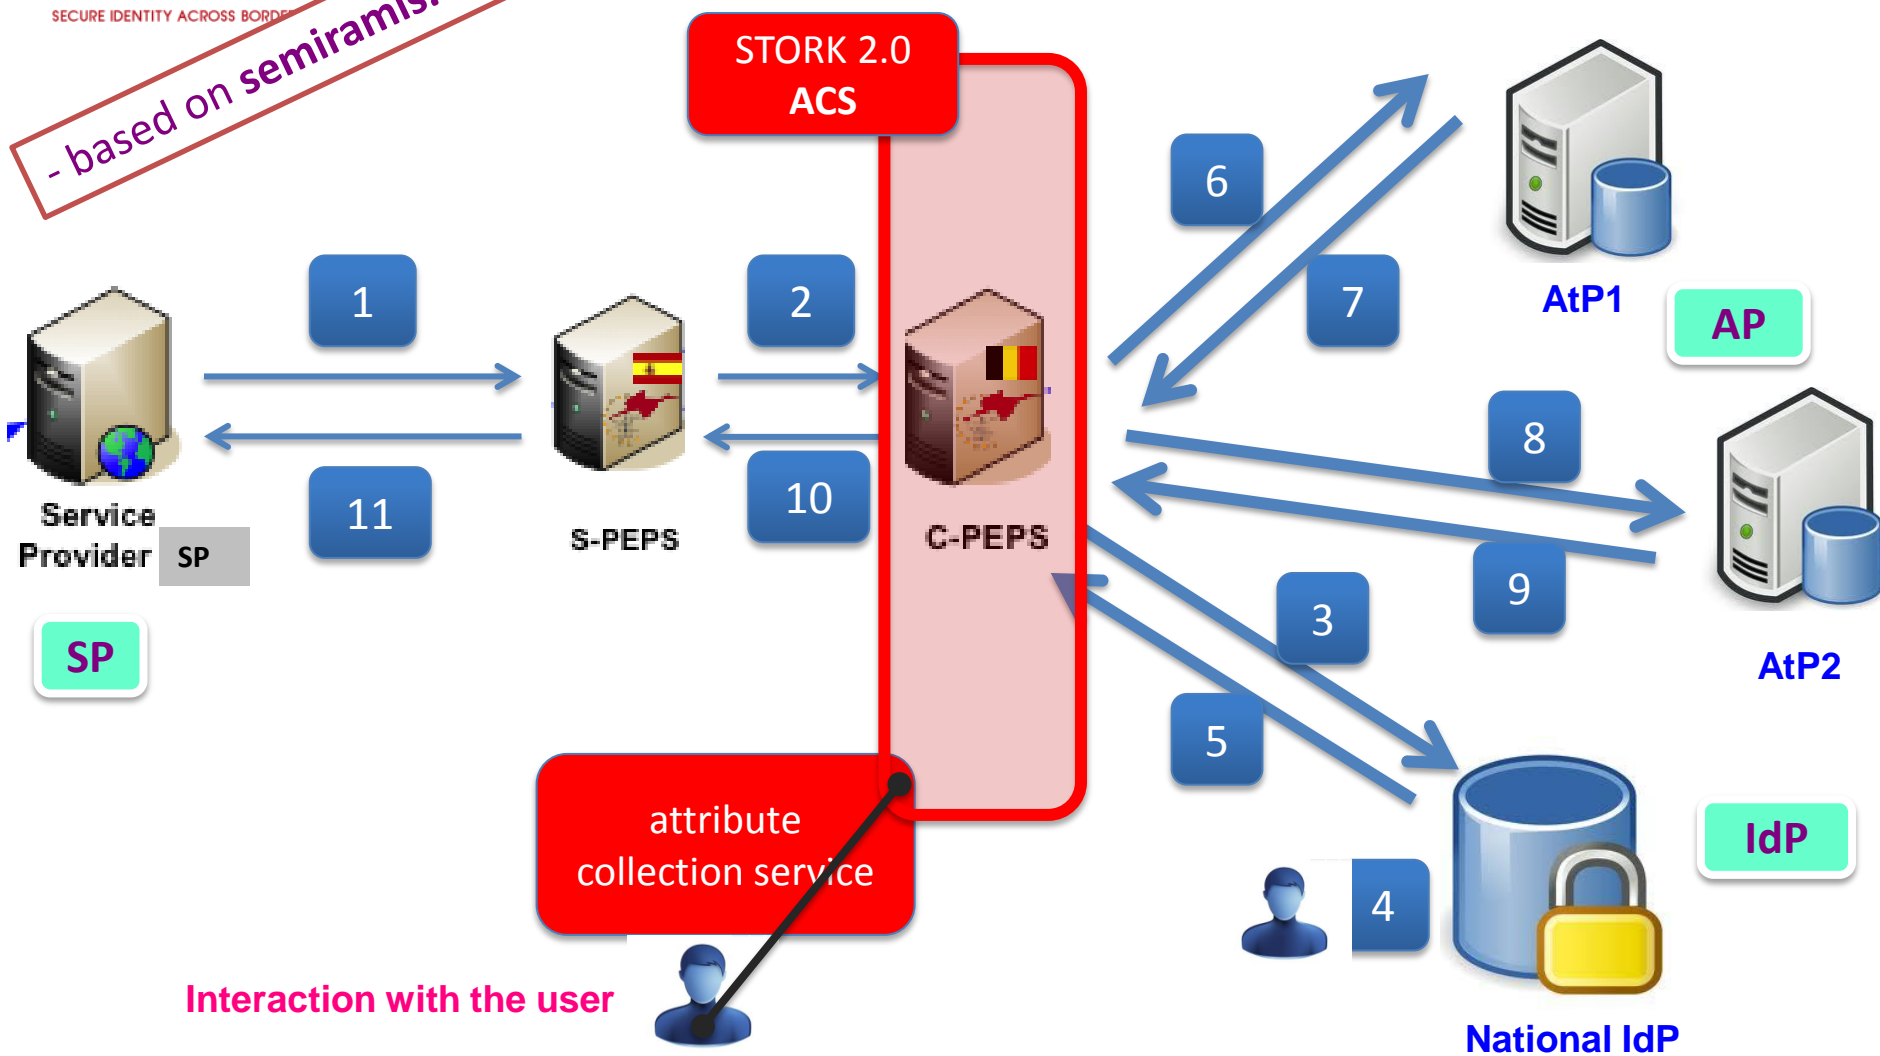 SECURE IDENTITY ACROSS
- based on semiramis
STORK 2.0
ACS
6
7
AtP1
AP
1
2
8
11
10
9
Service
Provider
SP
S-PEPS
C-PEPS
SP
3
AtP2
5
attribute
collection service
IdP
4
Interaction with the user
National IdP